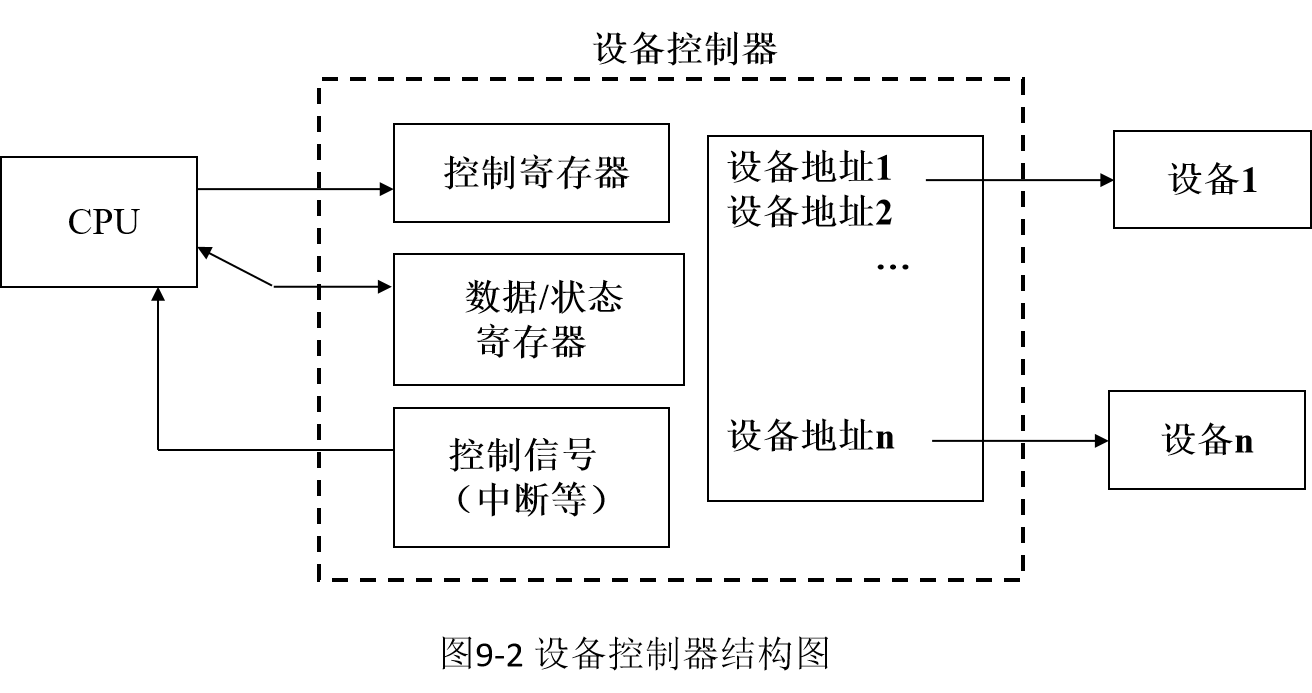 设备控制器
CPU
控制寄存器
数据/状态
寄存器
控制信号
（中断等）
设备地址1
设备地址2
…
设备地址n
设备1
设备n
图9-2 设备控制器结构图